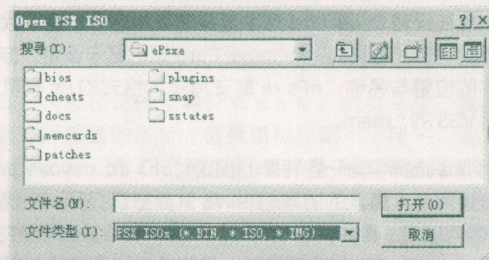 Open PSX ISO
搜寻(I):
ePsxe
bios
plugins
cheats
snap
docs
sstates
memcards
patches
文件名(N):
打开(O)
文件类型(T):
PSX ISOs (*.BIN, *.ISO, *.IMG)
取消